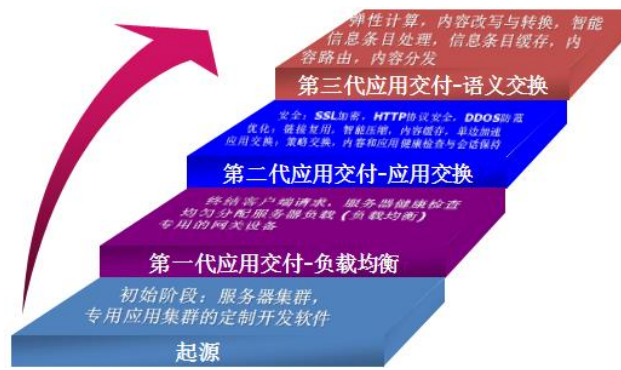 弹性计算，内容改写与转换，智能
信息条目处理，信息条目缓存，内
容路由，内容分发
第三代应用交付-语义交换
安全：SSL加密，HTTP协议安全，DDOS防范
优化：链接复用，智能压缩，内容缓存，单边加速
应用交换：策略交换，内容和应用健康检查与会话保持
第二代应用交付-应用交换
终结客户端请求，服务器健康检查
均匀分配服务器负载（负载均衡）
专用的网关设备
第一代应用交付-负载均衡
初始阶段：服务器集群，
专用应用集群的定制开发软件
起源